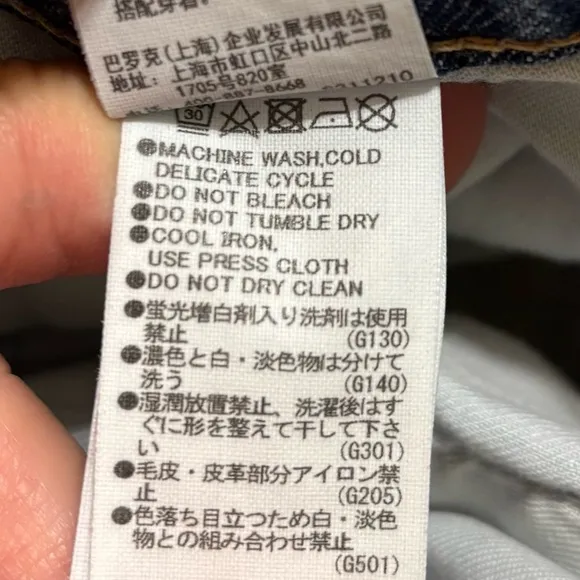 搭配穿着。
巴罗克（上海）企业发展有限公司
地址：上海市虹口区中山北二路
1705号820室
30
●MACHINE WASH,COLD
DELICATE CYCLE
●DO NOT BLEACH
●DO NOT TUMBLE DRY
●COOL IRON,
USE PRESS CLOTH
●DO NOT DRY CLEAN
●蛍光増白剤入り洗剤は使用
禁止 (G130)
●濃色と白・淡色物は分けて
洗う (G140)
●湿潤放置禁止、洗濯後はす
ぐに形を整えて干して下さ
い (G301)
●毛皮・皮革部分アイロン禁
止 (G205)
●色落ち目立つため白・淡色
物との組み合わせ禁止
(G501)